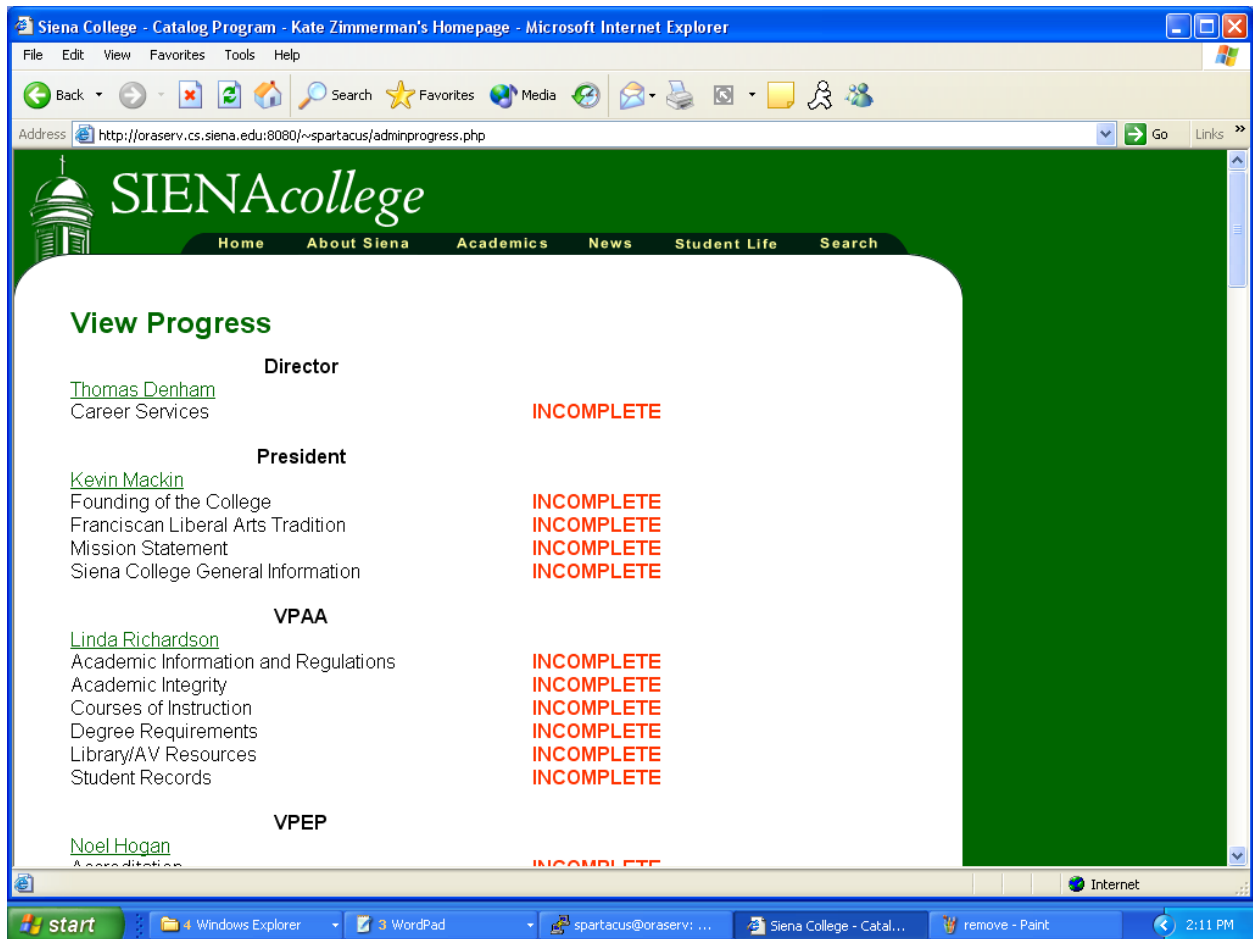 Siena College - Catalog Program - Kate Zimmerman's Homepage - Microsoft Internet Explorer
File Edit View Favorites Tools Help
Back Search Favorites Media
Address http://oraserv.cs.siena.edu:8080/~spartacus/adminprogress.php Go Links »
SIENAcollege
Home About Siena Academics News Student Life Search
View Progress
Director
Thomas Denham
Career Services INCOMPLETE
President
Kevin Mackin
Founding of the College INCOMPLETE
Franciscan Liberal Arts Tradition INCOMPLETE
Mission Statement INCOMPLETE
Siena College General Information INCOMPLETE
VPAA
Linda Richardson
Academic Information and Regulations INCOMPLETE
Academic Integrity INCOMPLETE
Courses of Instruction INCOMPLETE
Degree Requirements INCOMPLETE
Library/AV Resources INCOMPLETE
Student Records INCOMPLETE
VPEP
Noel Hogan
Accreditation INCOMPLETE
Internet
start 4 Windows Explorer 3 WordPad spartacus@oraserv: ... Siena College - Catal... remove - Paint 2:11 PM